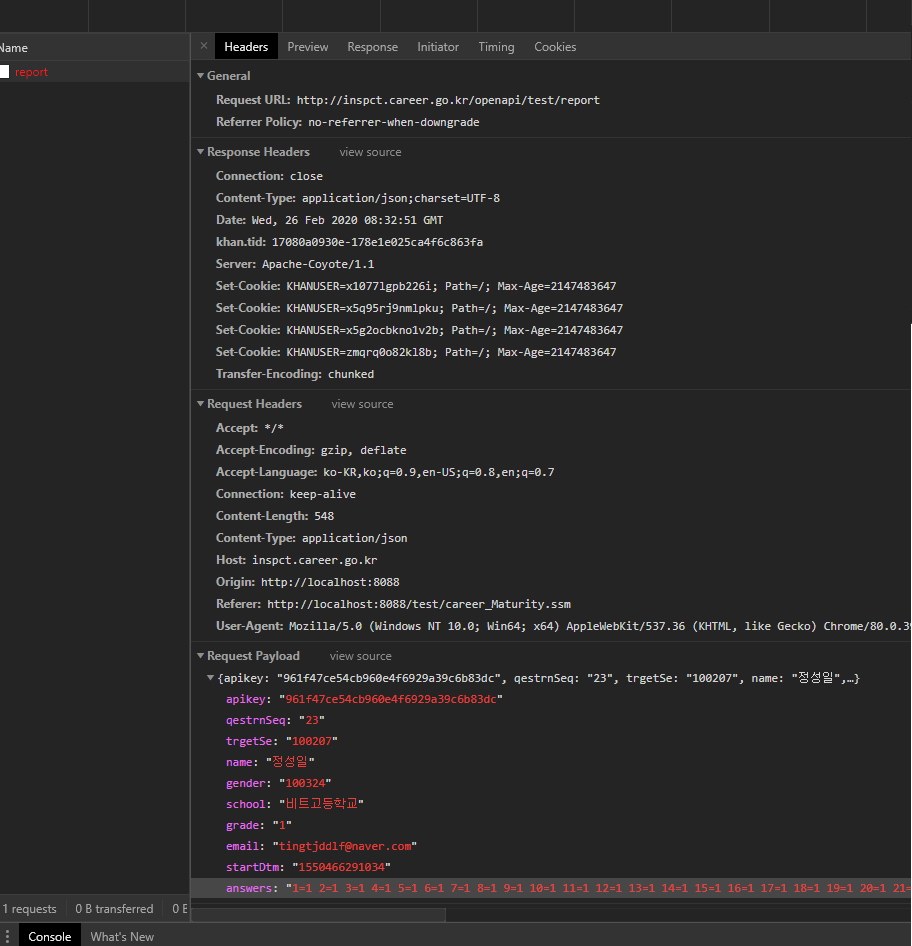 Name
× Headers Preview Response Initiator Timing Cookies
report
General
Request URL: http://inspct.career.go.kr/openapi/test/report
Referrer Policy: no-referrer-when-downgrade
Response Headers view source
Connection: close
Content-Type: application/json;charset=UTF-8
Date: Wed, 26 Feb 2020 08:32:51 GMT
khan.tid: 17080a0930e-178e1e025ca4f6c863fa
Server: Apache-Coyote/1.1
Set-Cookie: KHANUSER=x1077lgpb226i; Path=/; Max-Age=2147483647
Set-Cookie: KHANUSER=x5q95rj9nmlpku; Path=/; Max-Age=2147483647
Set-Cookie: KHANUSER=x5g2ocbkno1v2b; Path=/; Max-Age=2147483647
Set-Cookie: KHANUSER=zmqrq0o82kl8b; Path=/; Max-Age=2147483647
Transfer-Encoding: chunked
Request Headers view source
Accept: */*
Accept-Encoding: gzip, deflate
Accept-Language: ko-KR,ko;q=0.9,en-US;q=0.8,en;q=0.7
Connection: keep-alive
Content-Length: 548
Content-Type: application/json
Host: inspct.career.go.kr
Origin: http://localhost:8088
Referer: http://localhost:8088/test/career_Maturity.ssm
User-Agent: Mozilla/5.0 (Windows NT 10.0; Win64; x64) AppleWebKit/537.36 (KHTML, like Gecko) Chrome/80.0.39
Request Payload view source
{apikey: "961f47ce54cb960e4f6929a39c6b83dc", qestrnSeq: "23", trgetSe: "100207", name: "정성일",…}
apikey: "961f47ce54cb960e4f6929a39c6b83dc"
qestrnSeq: "23"
trgetSe: "100207"
name: "정성일"
gender: "100324"
school: "비트고등학교"
grade: "1"
email: "tingtjddlf@naver.com"
startDtm: "1550466291034"
answers: "1=1 2=1 3=1 4=1 5=1 6=1 7=1 8=1 9=1 10=1 11=1 12=1 13=1 14=1 15=1 16=1 17=1 18=1 19=1 20=1 21=
1 requests 0 B transferred 0 B
Console What's New